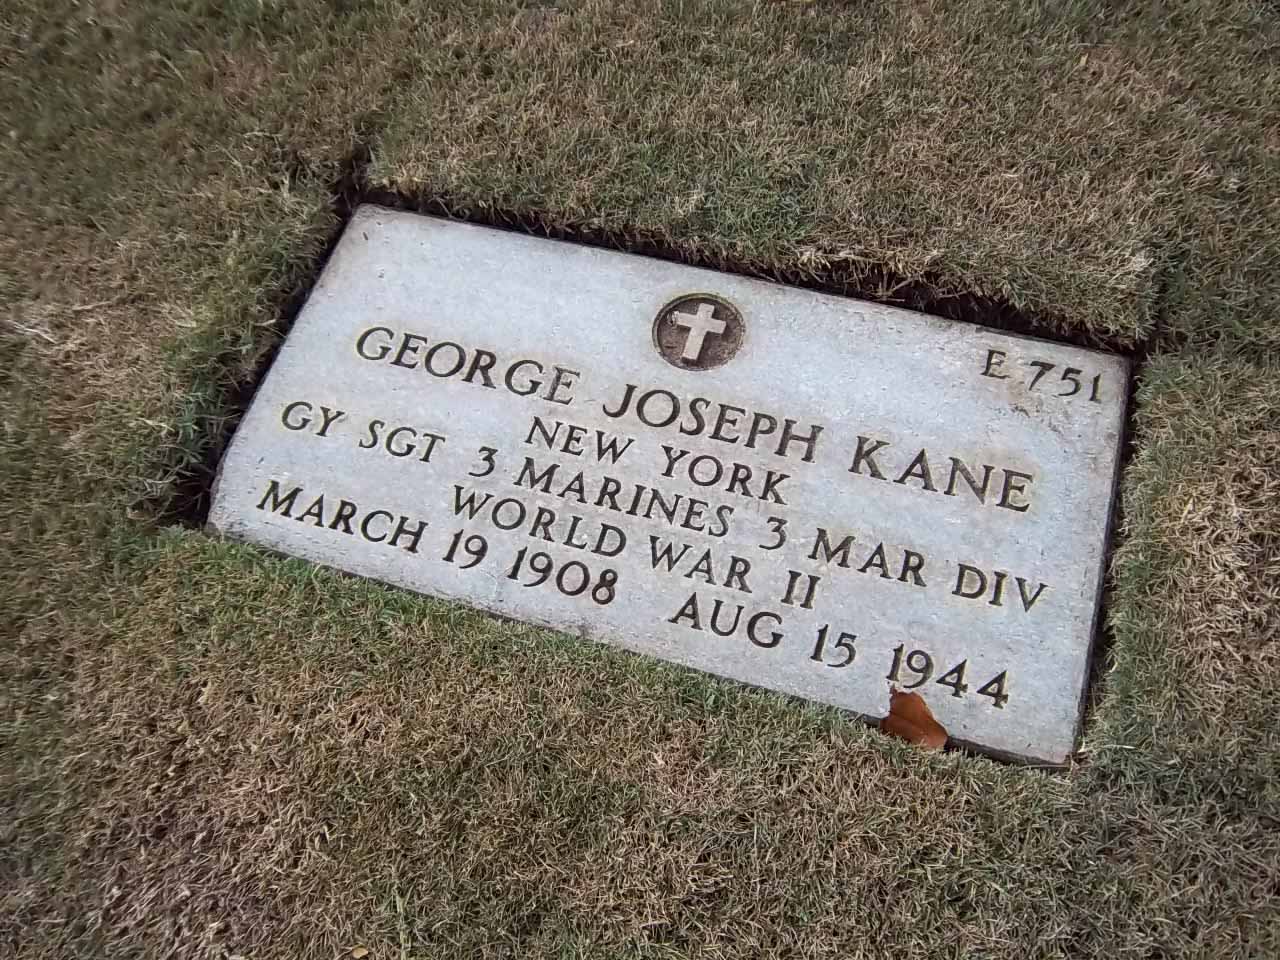 E 751
GEORGE JOSEPH KANE
NEW YORK
GY SGT 3 MARINES 3 MAR DIV
WORLD WAR II
MARCH 19 1908 AUG 15 1944